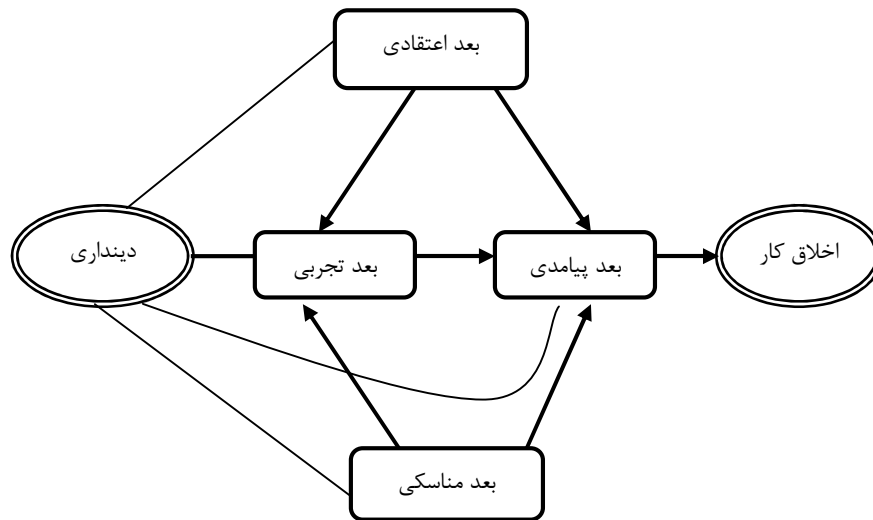 بعد اعتقادی
دینداری
بعد تجربی
بعد پیامدی
اخلاق کار
بعد مناسکی